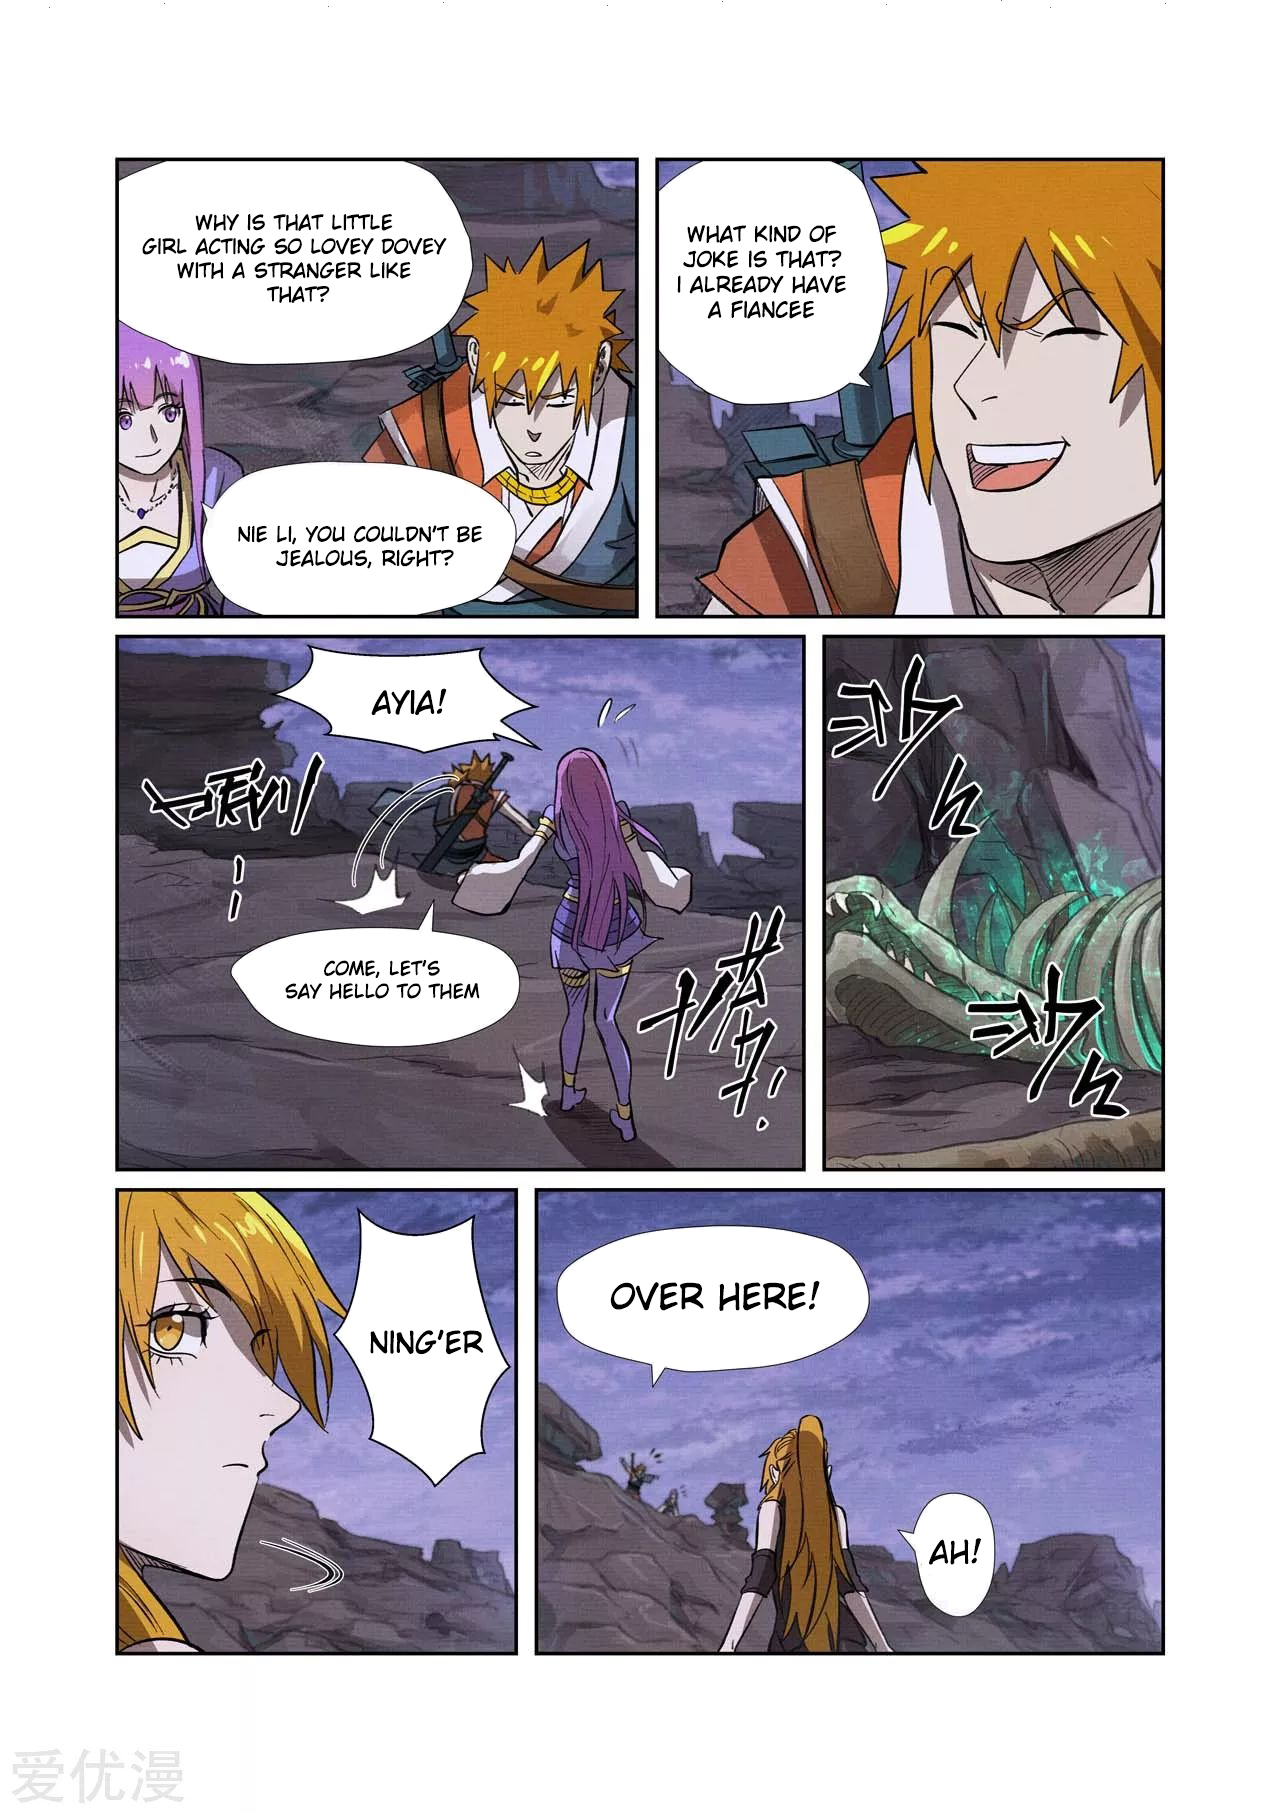 WHY IS THAT LITTLE
GIRL ACTING SO LOVEY DOVEY
WITH A STRANGER LIKE
THAT?
NIE LI, YOU COULDN'T BE
JEALOUS, RIGHT?
WHAT KIND OF
JOKE IS THAT?
I ALREADY HAVE
A FIANCEE
AYIA!
COME, LET'S
SAY HELLO TO THEM
NING'ER
OVER HERE!
AH!
爱优漫